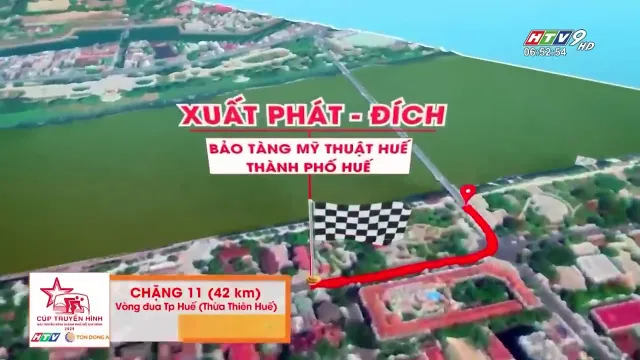 HTV9 HD
06:52:54
XUẤT PHÁT - ĐÍCH
BẢO TÀNG MỸ THUẬT HUẾ
THÀNH PHỐ HUẾ
CHẶNG 11 (42 km)
Vòng đua Tp Huế (Thừa Thiên Huế)
CÚP TRUYỀN HÌNH
HTV
TÔN ĐÔNG Á